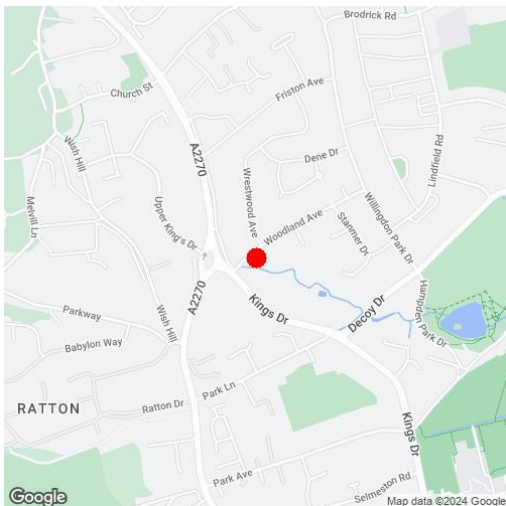 Brodrick Rd
Church St
Friston Ave
A2270
Wish Hill
Dene Dr
Lindfield Rd
Wrestwood Ave
Melvill Ln
Upper King's Dr
Woodland Ave
Stanmer Dr
Willingdon Park Dr
A2270
Hampden Park Dr
Parkway
Wish Hill
Kings Dr
Decoy Dr
Babylon Way
Park Ln
RATTON
Ratton Dr
Kings Dr
Park Ave
Selmeston Rd
Google
Map data ©2024 Google